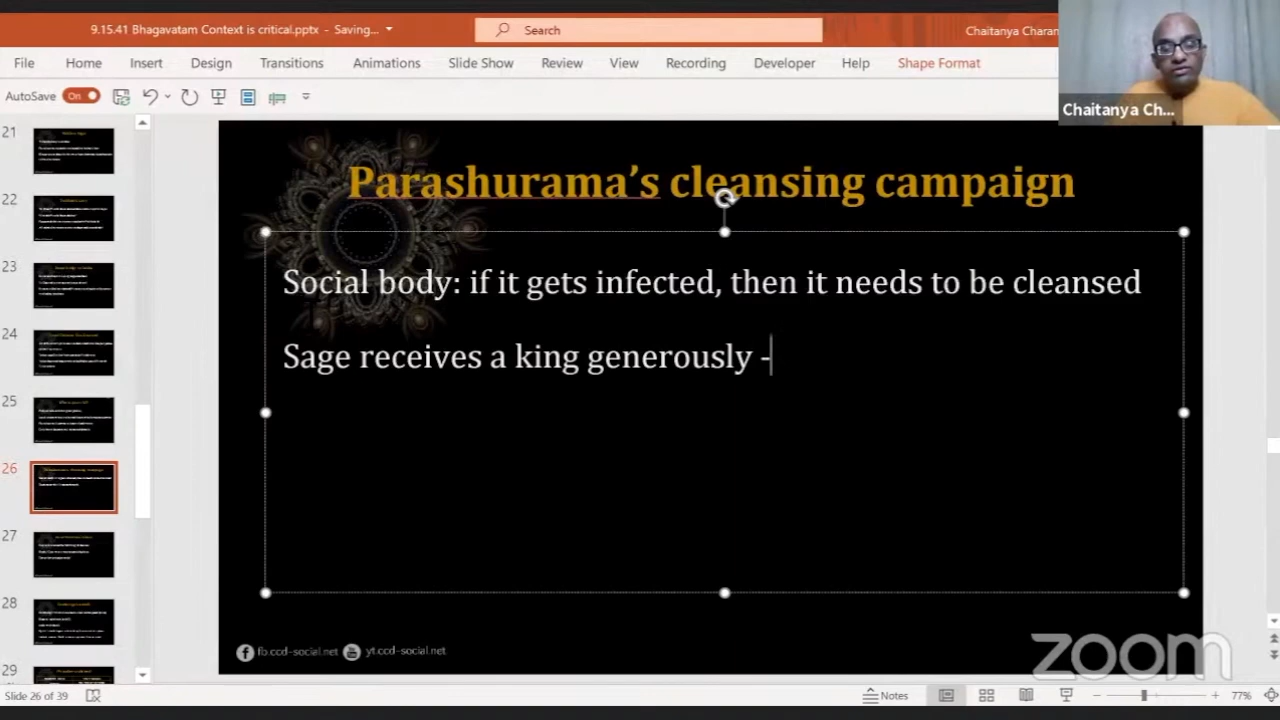 9.15.41 Bhagavatam Context is critical.pptx - Saving...
Search
Chaitanya Charan
File Home Insert Design Transitions Animations Slide Show Review View Recording Developer Help Shape Format
AutoSave On
Chaitanya Ch...
21
22
23
24
25
26
27
28
29
Parashurama’s cleansing campaign
Social body: if it gets infected, then it needs to be cleansed
Sage receives a king generously -
fb.ccd-social.net yt.ccd-social.net
zoom
Slide 26 of 39
Notes
77%